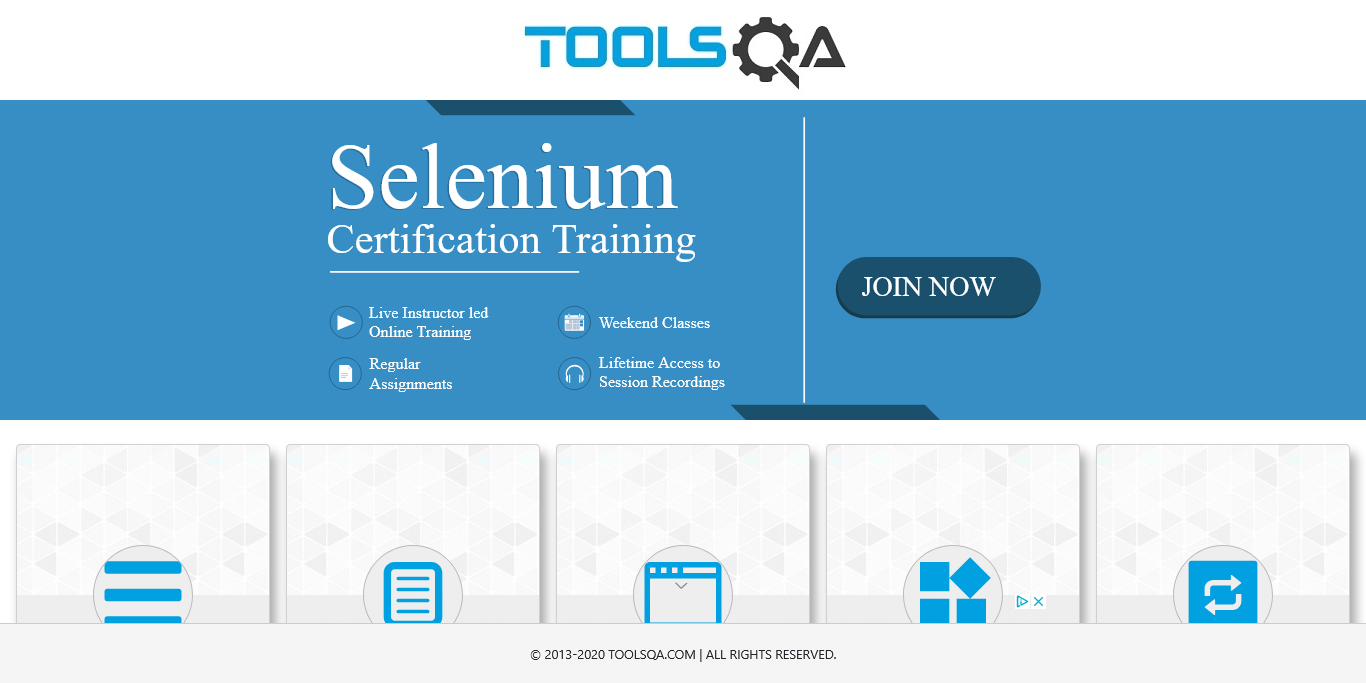 TOOLSQA
Selenium
Certification Training
Live Instructor led
Online Training
Weekend Classes
Regular
Assignments
Lifetime Access to
Session Recordings
JOIN NOW
© 2013-2020 TOOLSQA.COM | ALL RIGHTS RESERVED.